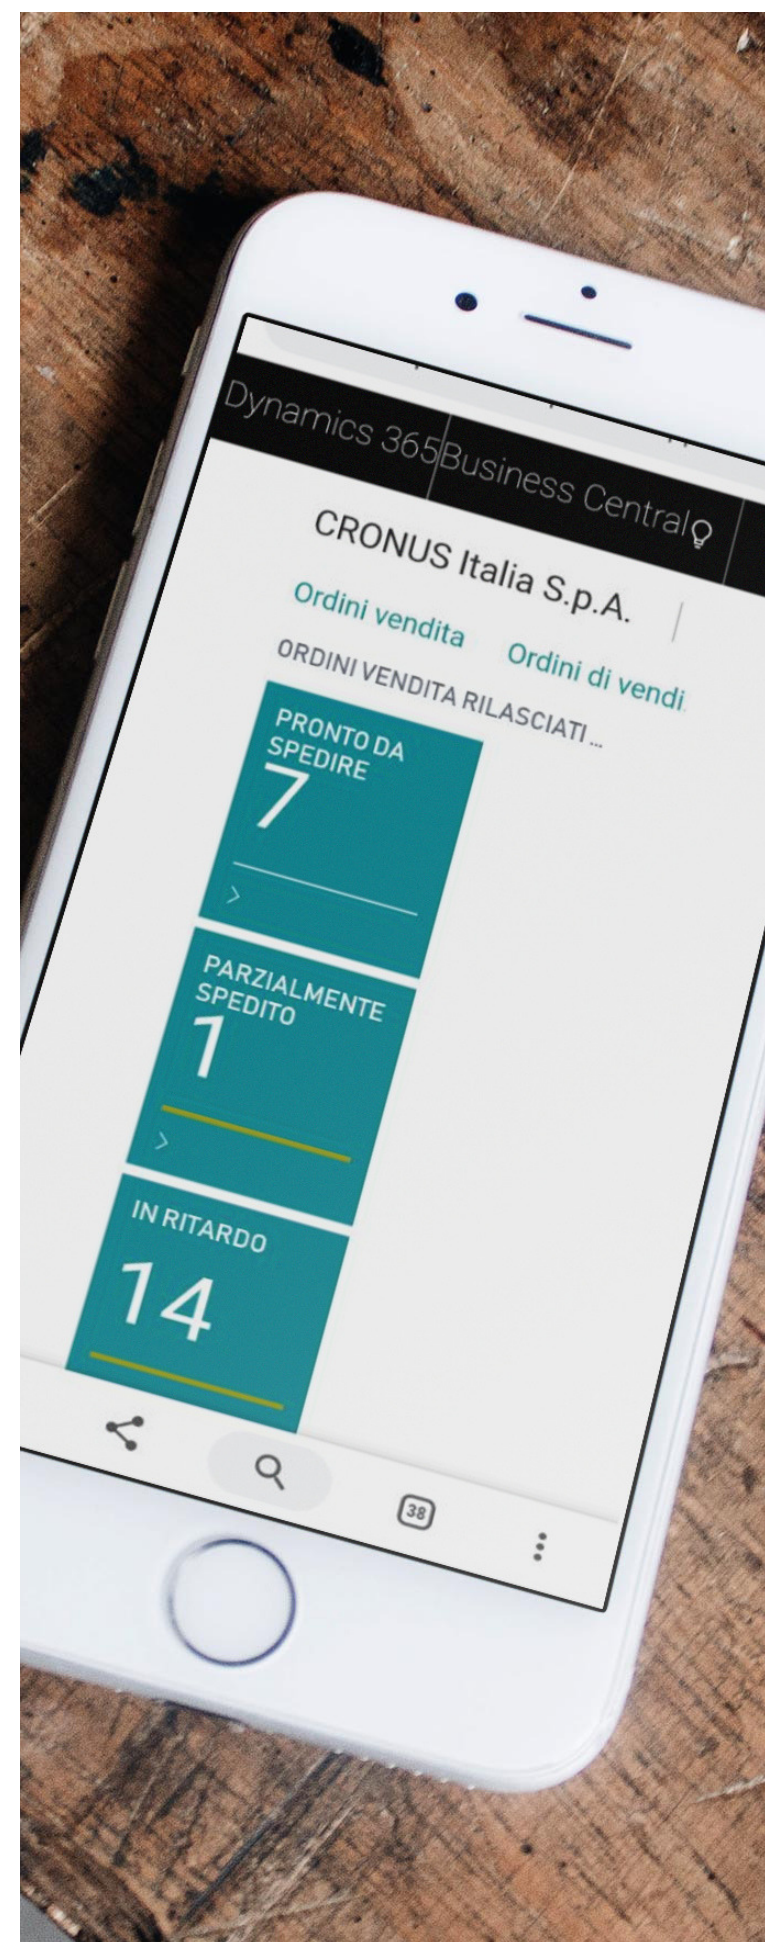 Dynamics 365 Business Central
CRONUS Italia S.p.A.
Ordini vendita Ordini di vendi
ORDINI VENDITA RILASCIATI...
PRONTO DA
SPEDIRE
7
PARZIALMENTE
SPEDITO
1
IN RITARDO
14
38